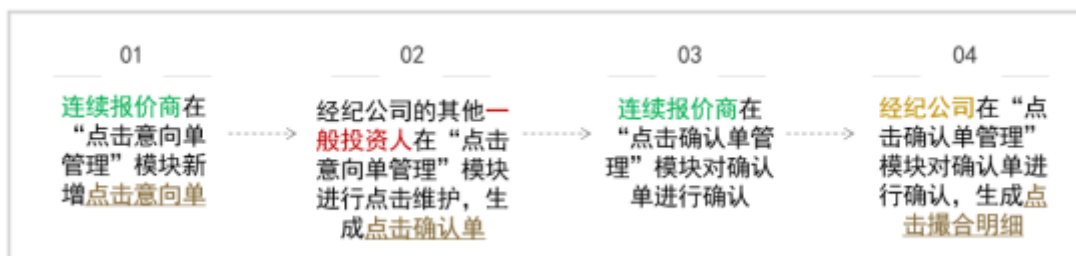 01
连续报价商在
“点击意向单
管理”模块新
增点击意向单
02
经纪公司的其他一
般投资人在“点击
意向单管理”模块
进行点击维护，生
成点击确认单
03
连续报价商在
“点击确认单管
理”模块对确认
单进行确认
04
经纪公司在“点
击确认单管理”
模块对确认单进
行确认，生成点
击撮合明细